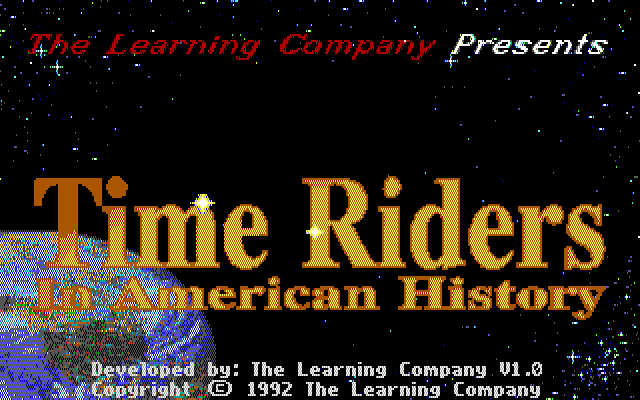 The Learning Company Presents
Time Riders
In American History
Developed by: The Learning Company V1.0
Copyright © 1992 The Learning Company